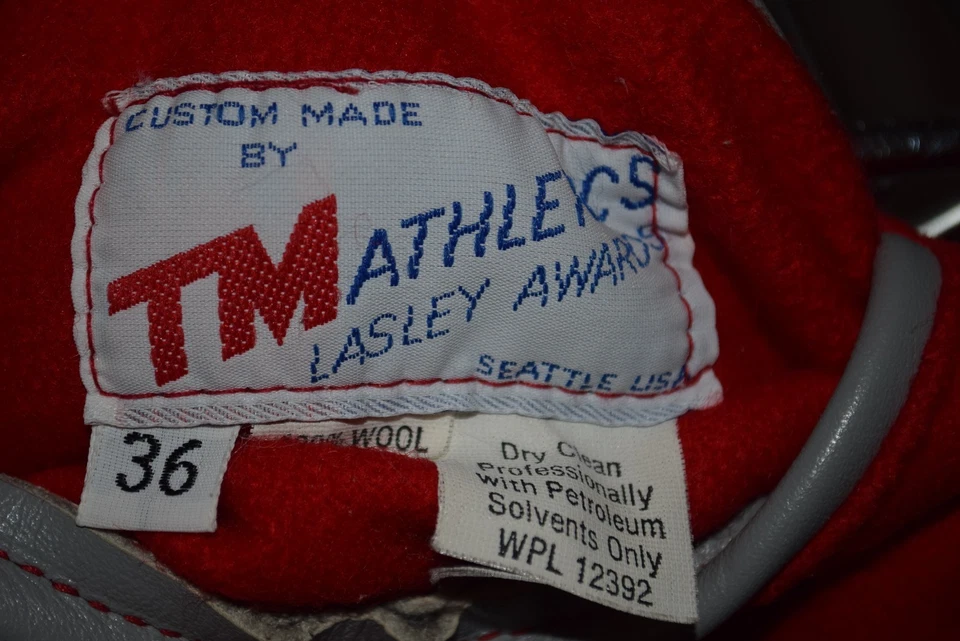 CUSTOM MADE
BY
TM ATHLETICS
LASLEY AWARDS
SEATTLE USA
36
WOOL
Dry Clean
Professionally
with Petroleum
Solvents Only
WPL 12392